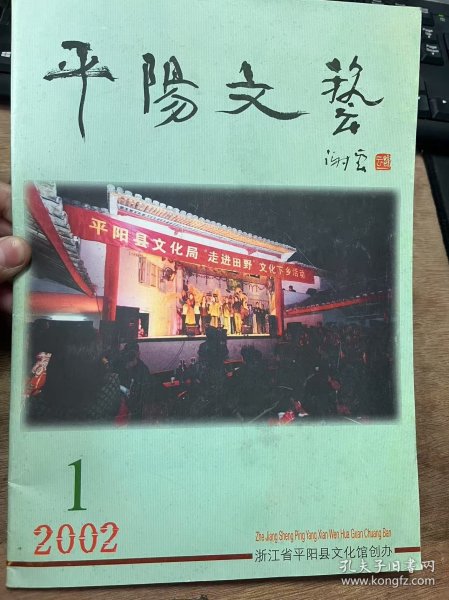 平陽文藝
谢云
平阳县文化局“走进田野”文化下乡活动
1
2002
Zhe Jiang Sheng Ping Yang Xian Wen Hua Guan Chuang Ban
浙江省平阳县文化馆创办
孔夫子旧书网
www.kongfz.com